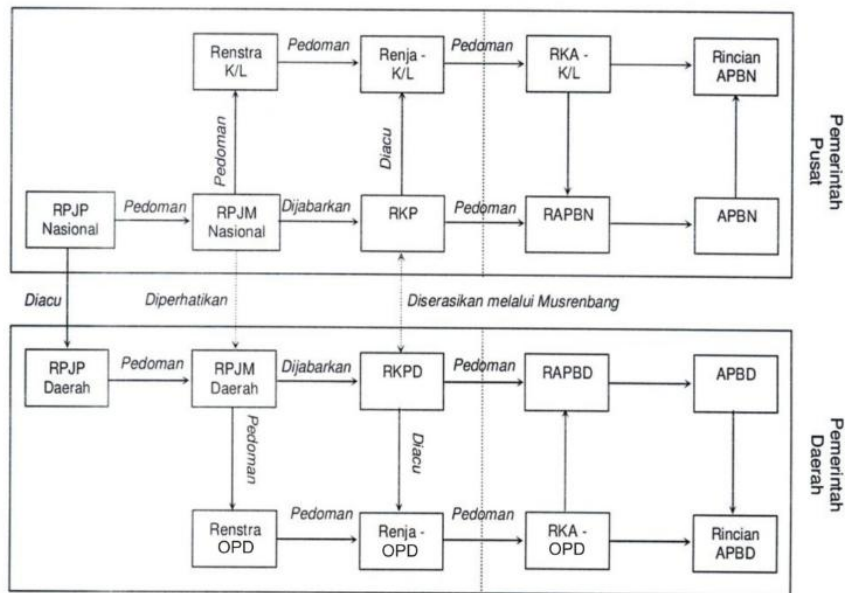 Pedoman
Pedoman
Renstra
K/L
Renja -
K/L
RKA -
K/L
Rincian
APBN
Pedoman
Diacu
RPJP
Nasional
Pedoman
RPJM
Nasional
Dijabarkan
RKP
Pedoman
RAPBN
APBN
Pemerintah
Pusat
Diacu
Diperhatikan
Diserasikan melalui Musrenbang
RPJP
Daerah
Pedoman
RPJM
Daerah
Dijabarkan
RKPD
Pedoman
RAPBD
APBD
Pedoman
Diacu
Renstra
OPD
Pedoman
Renja -
OPD
Pedoman
RKA -
OPD
Rincian
APBD
Pemerintah
Daerah